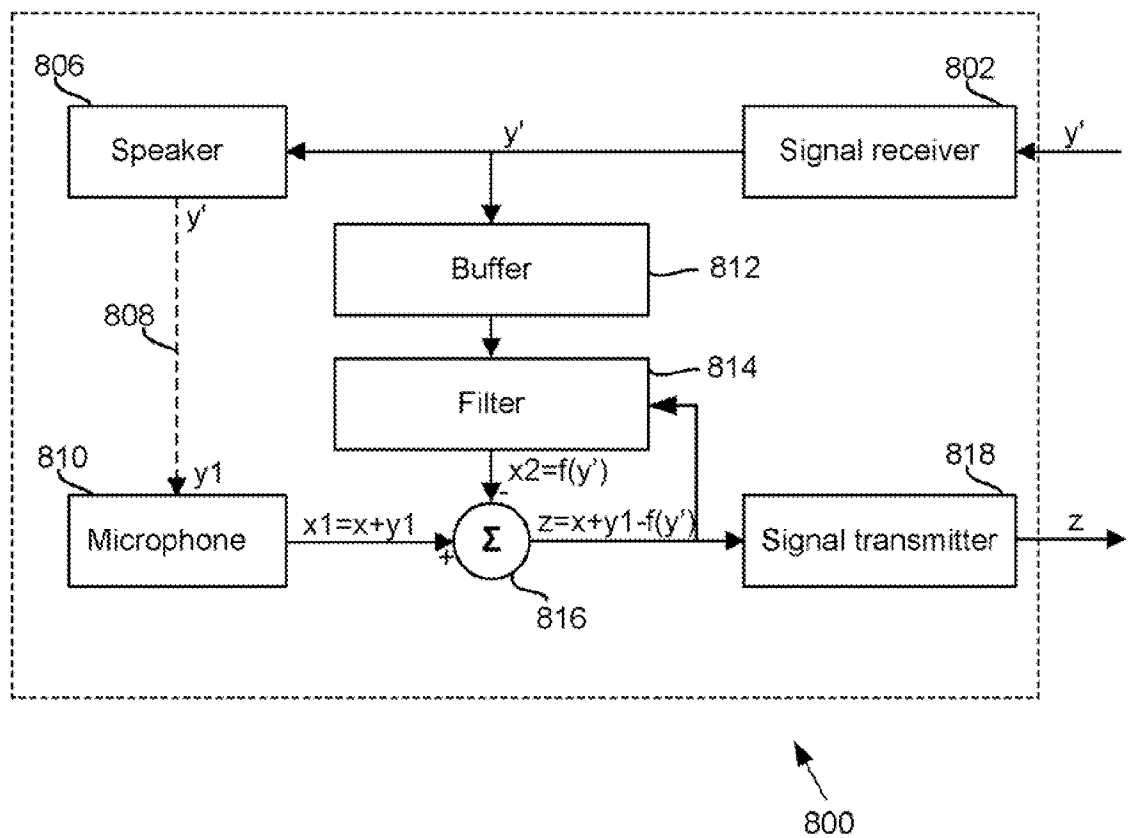 806
802
Speaker
y'
Signal receiver
y'
y'
Buffer
812
808
814
Filter
810
y1
x2=f(y')
-
818
Microphone
x1=x+y1
+
Σ
z=x+y1-f(y')
Signal transmitter
z
816
800